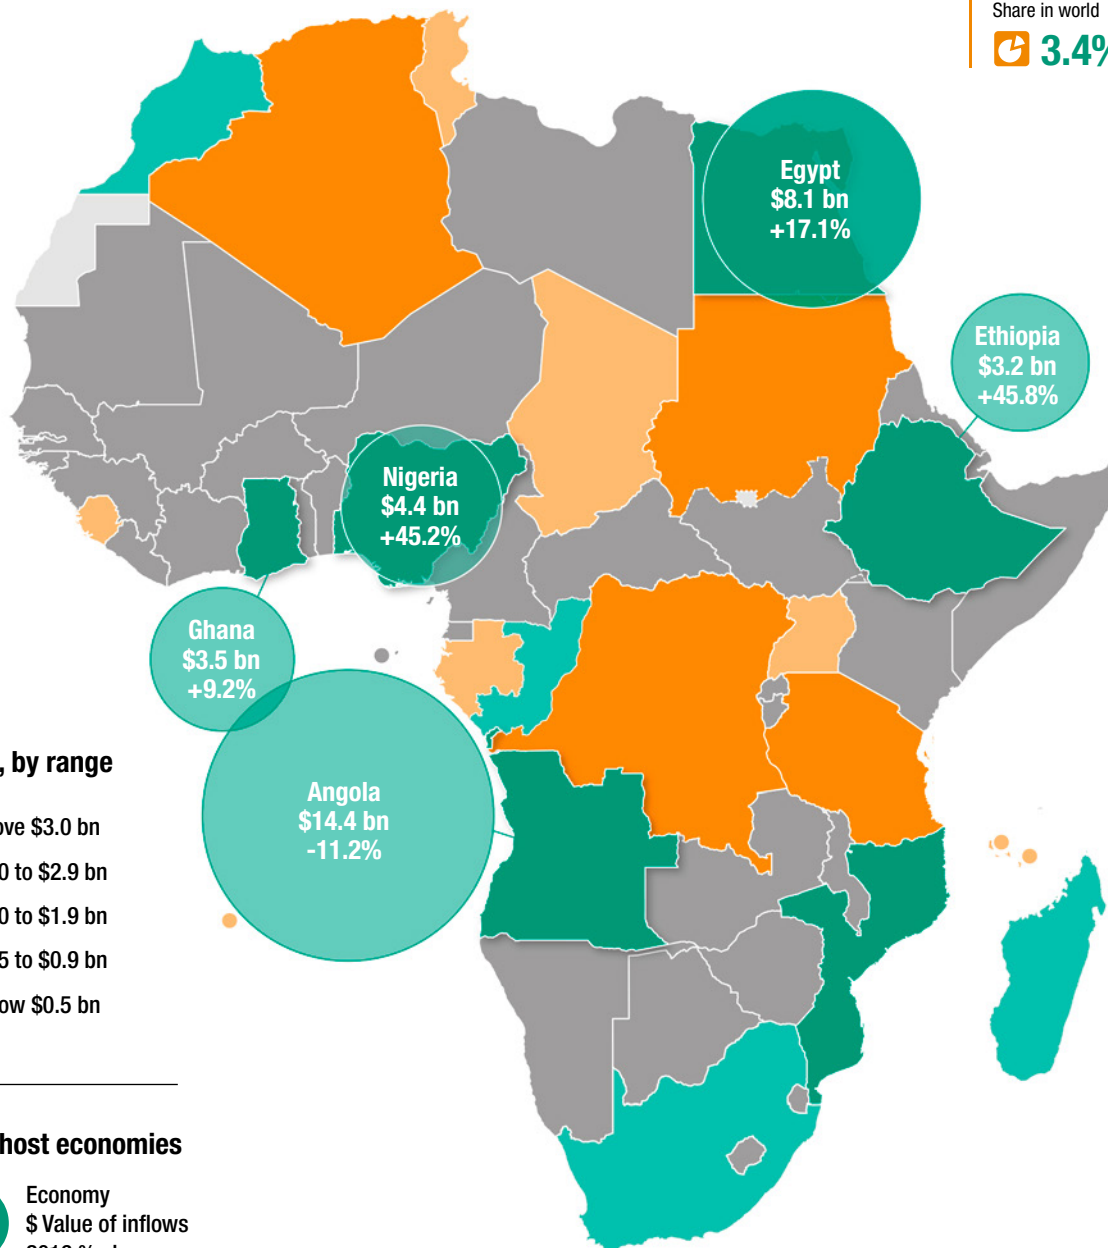 Share in world
3.4%
Egypt
$8.1 bn
+17.1%
Ethiopia
$3.2 bn
+45.8%
Nigeria
$4.4 bn
+45.2%
Ghana
$3.5 bn
+9.2%
Angola
$14.4 bn
-11.2%
, by range
ove $3.0 bn
0 to $2.9 bn
0 to $1.9 bn
5 to $0.9 bn
ow $0.5 bn
host economies
Economy
$ Value of inflows